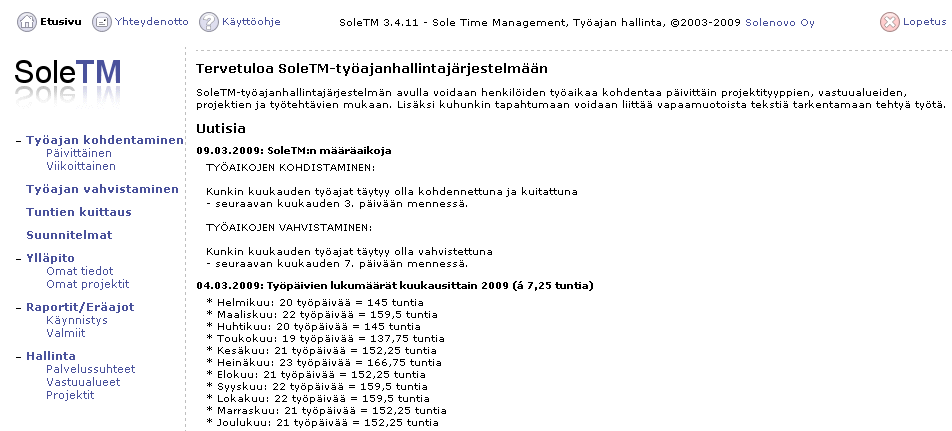 Etusivu Yhteydenotto Käyttöohje SoleTM 3.4.11 - Sole Time Management, Työajan hallinta, ©2003-2009 Solenovo Oy Lopetus
SoleTM
– Työajan kohdentaminen
Päivittäinen
Viikoittainen
Työajan vahvistaminen
Tuntien kuittaus
Suunnitelmat
– Ylläpito
Omat tiedot
Omat projektit
– Raportit/Eräajot
Käynnistys
Valmiit
– Hallinta
Palvelussuhteet
Vastuualueet
Projektit
Tervetuloa SoleTM-työajanhallintajärjestelmään
SoleTM-työajanhallintajärjestelmän avulla voidaan henkilöiden työaikaa kohdentaa päivittäin projektityyppien, vastuualueiden,
projektien ja työtehtävien mukaan. Lisäksi kuhunkin tapahtumaan voidaan liittää vapaamuotoista tekstiä tarkentamaan tehtyä työtä.
Uutisia
09.03.2009: SoleTM:n määräaikoja
TYÖAIKOJEN KOHDISTAMINEN:
Kunkin kuukauden työajat täytyy olla kohdennettuna ja kuitattuna
- seuraavan kuukauden 3. päivään mennessä.
TYÖAIKOJEN VAHVISTAMINEN:
Kunkin kuukauden työajat täytyy olla vahvistettuna
- seuraavan kuukauden 7. päivään mennessä.
04.03.2009: Työpäivien lukumäärät kuukausittain 2009 (á 7,25 tuntia)
* Helmikuu: 20 työpäivää = 145 tuntia
* Maaliskuu: 22 työpäivää = 159,5 tuntia
* Huhtikuu: 20 työpäivää = 145 tuntia
* Toukokuu: 19 työpäivää = 137,75 tuntia
* Kesäkuu: 21 työpäivää = 152,25 tuntia
* Heinäkuu: 23 työpäivää = 166,75 tuntia
* Elokuu: 21 työpäivää = 152,25 tuntia
* Syyskuu: 22 työpäivää = 159,5 tuntia
* Lokakuu: 22 työpäivää = 159,5 tuntia
* Marraskuu: 21 työpäivää = 152,25 tuntia
* Joulukuu: 21 työpäivää = 152,25 tuntia